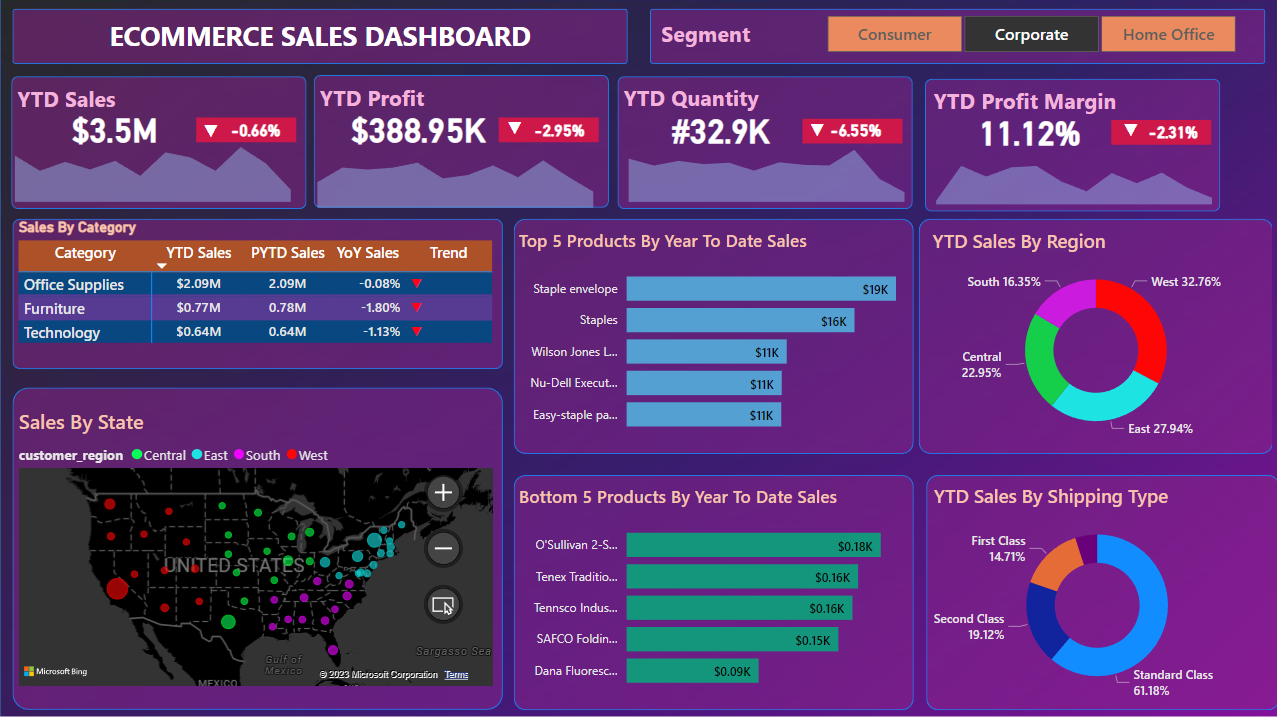 ECOMMERCE SALES DASHBOARD
Segment
Consumer
Corporate
Home Office
YTD Sales
$3.5M
-0.66%
YTD Profit
$388.95K
-2.95%
YTD Quantity
#32.9K
-6.55%
YTD Profit Margin
11.12%
-2.31%
Sales By Category
Category YTD Sales PYTD Sales YoY Sales Trend
Office Supplies $2.09M 2.09M -0.08%
Furniture $0.77M 0.78M -1.80%
Technology $0.64M 0.64M -1.13%
Top 5 Products By Year To Date Sales
Staple envelope $19K
Staples $16K
Wilson Jones L... $11K
Nu-Dell Execut... $11K
Easy-staple pa... $11K
YTD Sales By Region
South 16.35%
West 32.76%
Central
22.95%
East 27.94%
Sales By State
customer_region Central East South West
UNITED STATES
Sargasso Sea
Gulf of
Mexico
MEXICO
Microsoft Bing
© 2023 Microsoft Corporation Terms
Bottom 5 Products By Year To Date Sales
O'Sullivan 2-S... $0.18K
Tenex Traditio... $0.16K
Tennsco Indus... $0.16K
SAFCO Foldin... $0.15K
Dana Fluoresc... $0.09K
YTD Sales By Shipping Type
First Class
14.71%
Second Class
19.12%
Standard Class
61.18%